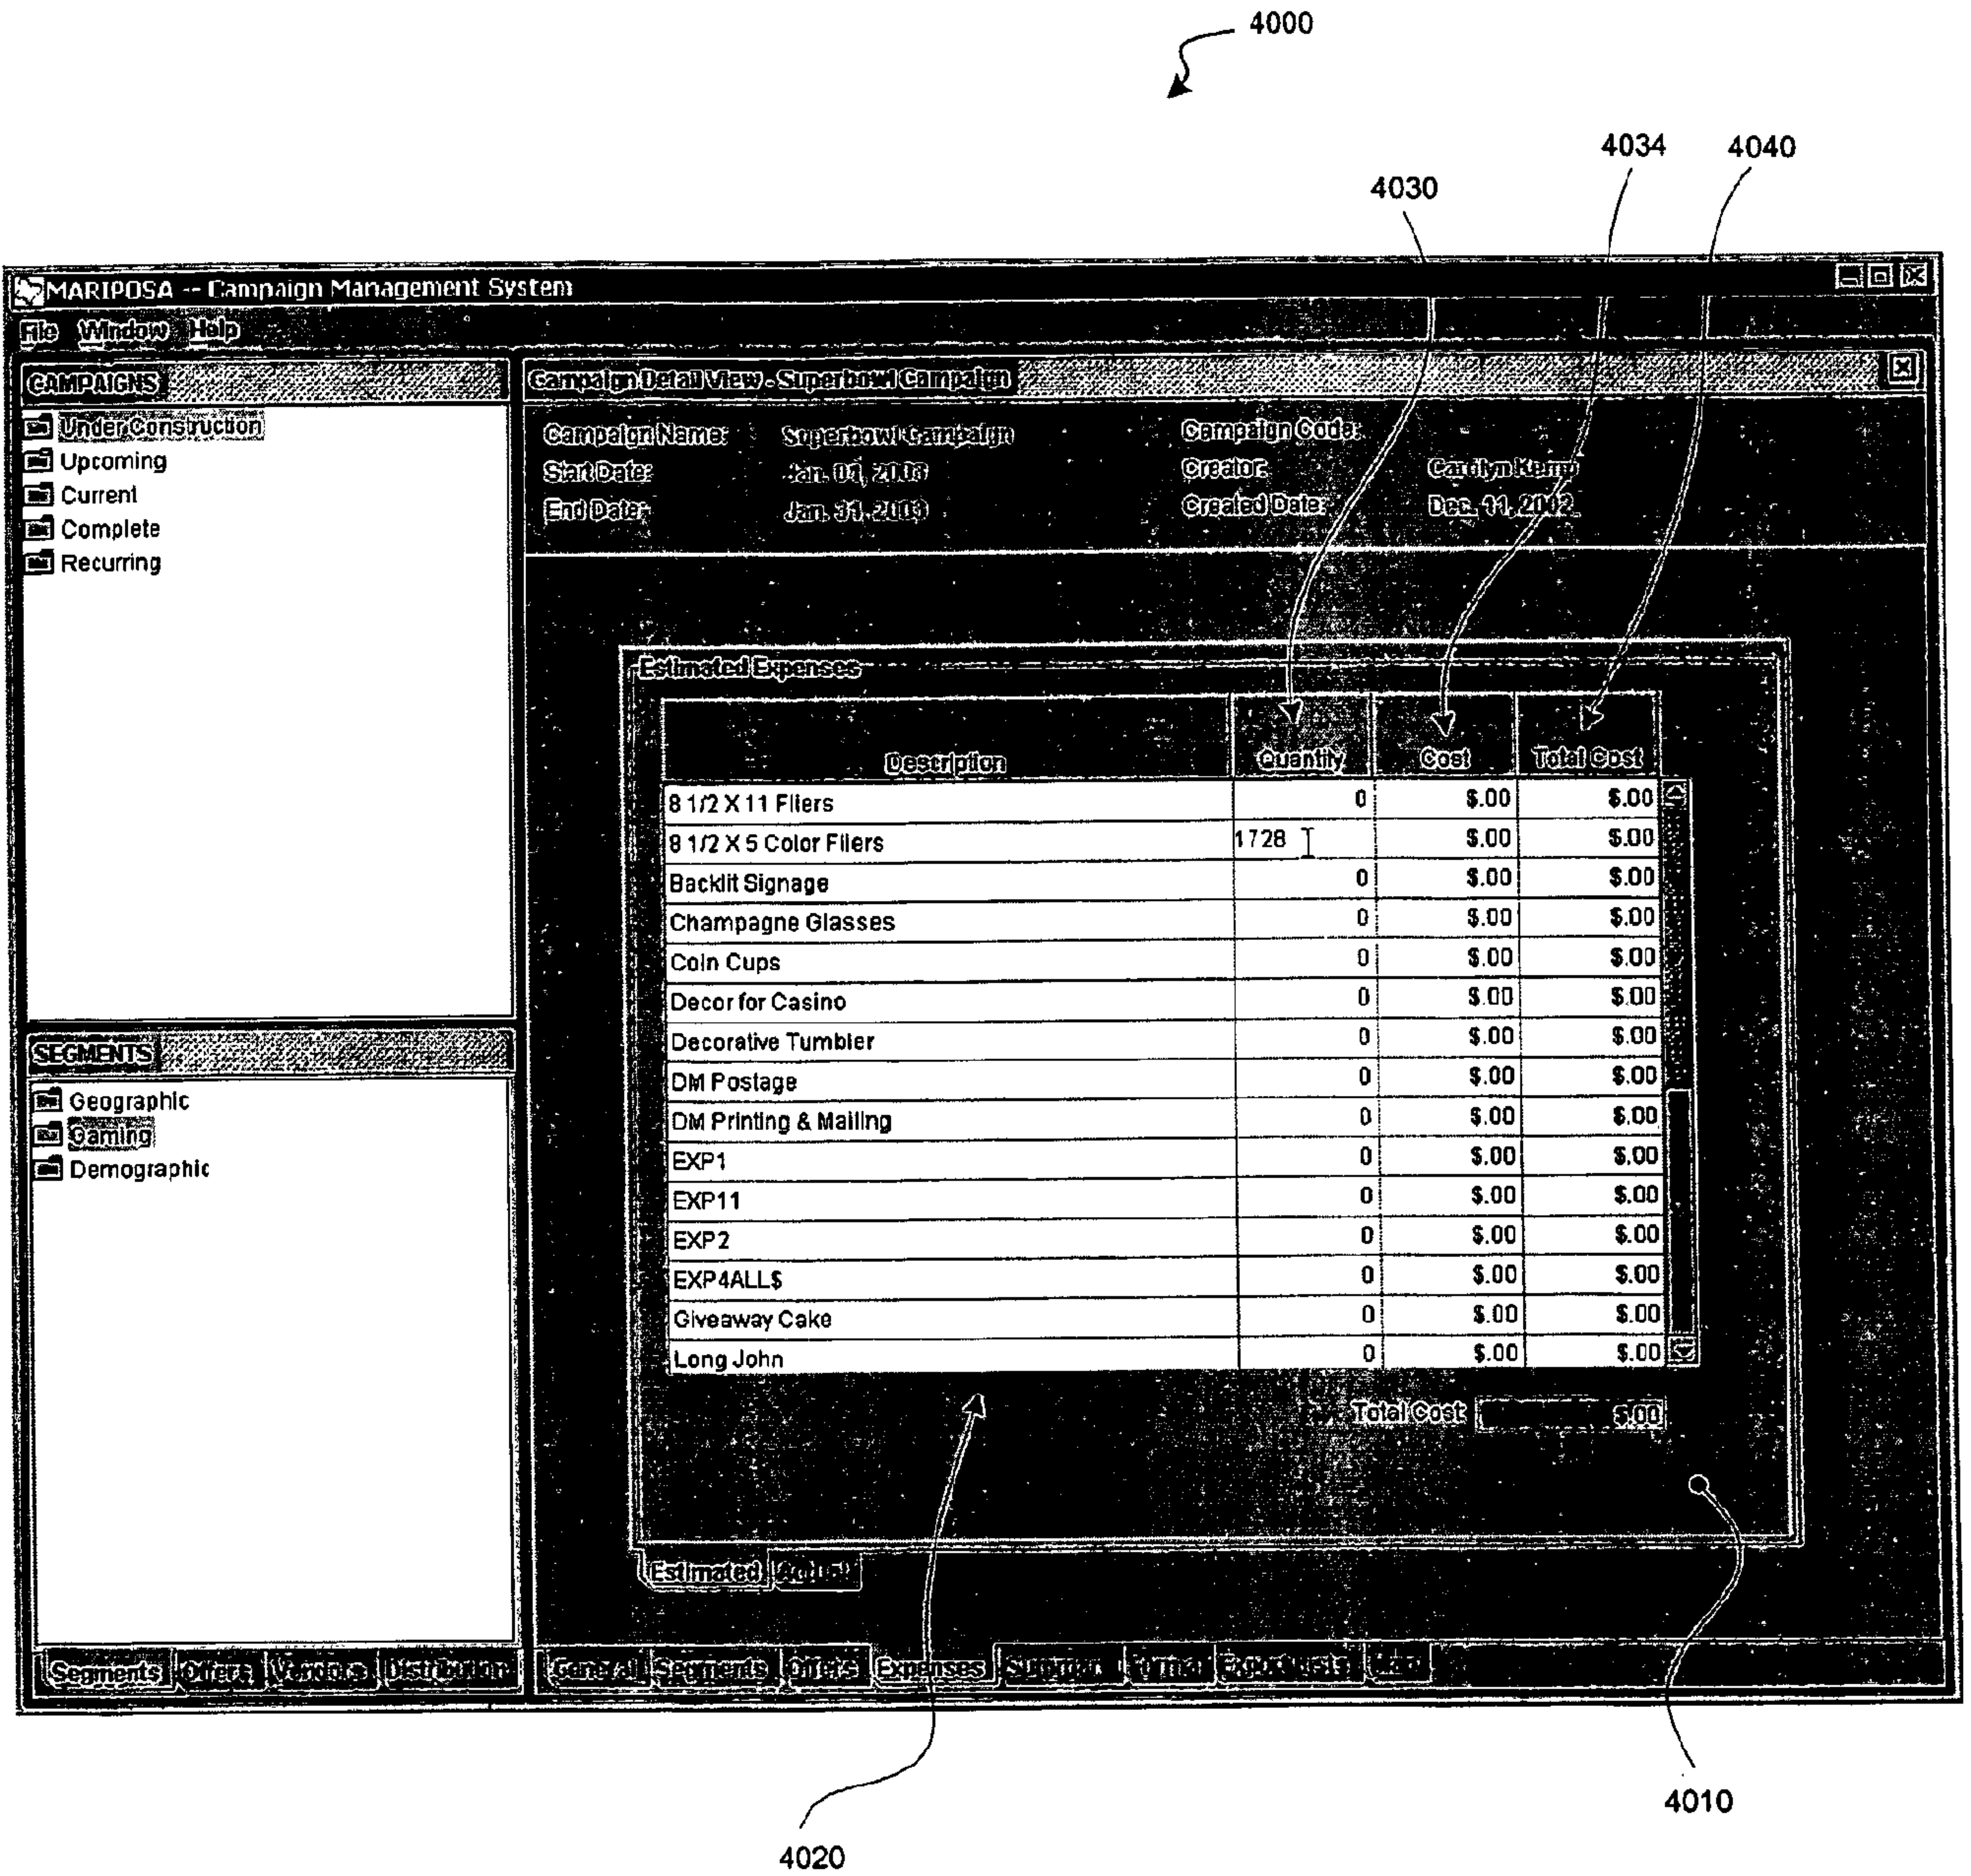 4000
4034 4040
4030
MARIPOSA -- Campaign Management System
File Window Help
CAMPAIGNS
Under Construction
Upcoming
Current
Complete
Recurring
Campaign Detail View - Superbowl Campaign
Campaign Name: Superbowl Campaign Campaign Code:
Start Date: Jan. 01, 2003 Creator: Kemp
End Date: Jan. 31, 2003 Created Date: Dec. 11, 2002
Estimated Expenses
Description Quantity Cost Total Cost
8 1/2 X 11 Fliers 0 $.00 $.00
8 1/2 X 5 Color Fliers 1728 $.00 $.00
Backlit Signage 0 $.00 $.00
Champagne Glasses 0 $.00 $.00
Coin Cups 0 $.00 $.00
Decor for Casino 0 $.00 $.00
Decorative Tumbler 0 $.00 $.00
DM Postage 0 $.00 $.00
DM Printing & Mailing 0 $.00 $.00
EXP1 0 $.00 $.00
EXP11 0 $.00 $.00
EXP2 0 $.00 $.00
EXP4ALL$ 0 $.00 $.00
Giveaway Cake 0 $.00 $.00
Long John 0 $.00 $.00
Total Cost $.00
Estimated Actual
SEGMENTS
Geographic
Gaming
Demographic
Segments Offers Vendors Distribution
General Segments Offers Expenses Summary Format Export Lists
4010
4020